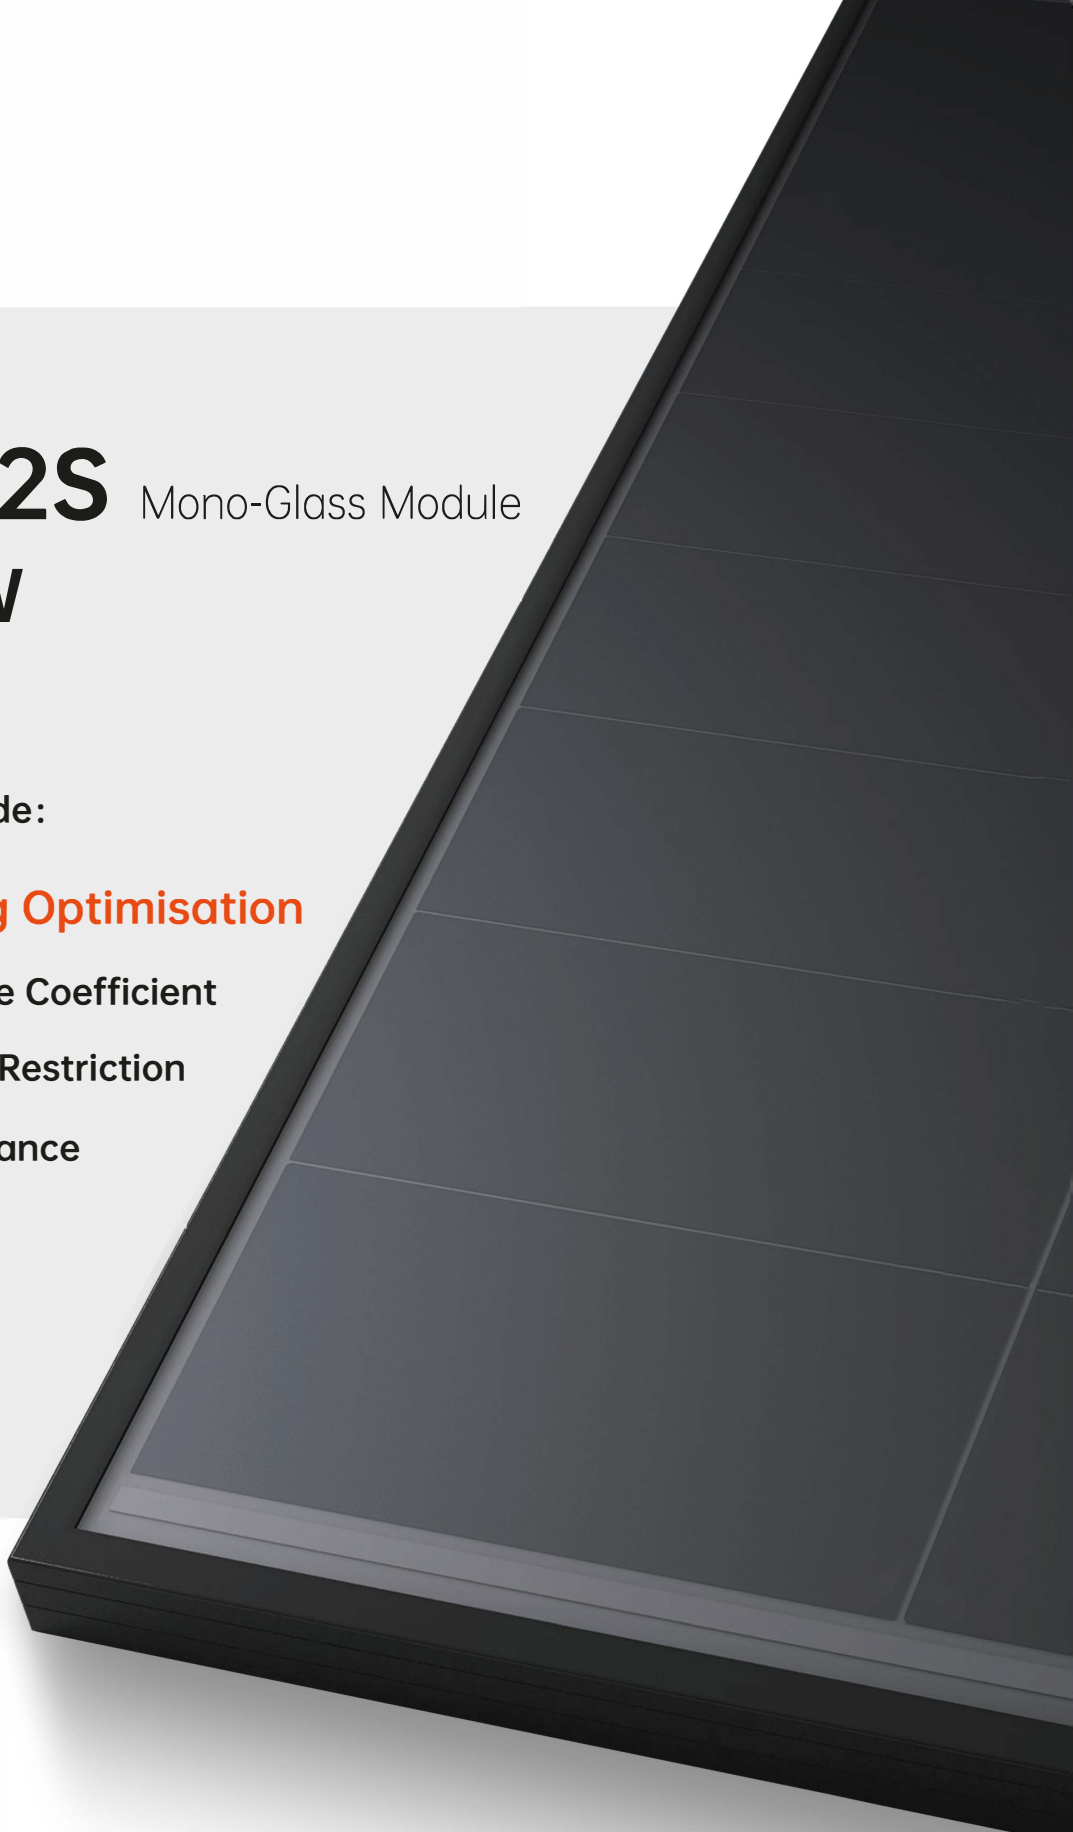 2S Mono-Glass Module
W
de:
g Optimisation
e Coefficient
Restriction
ance